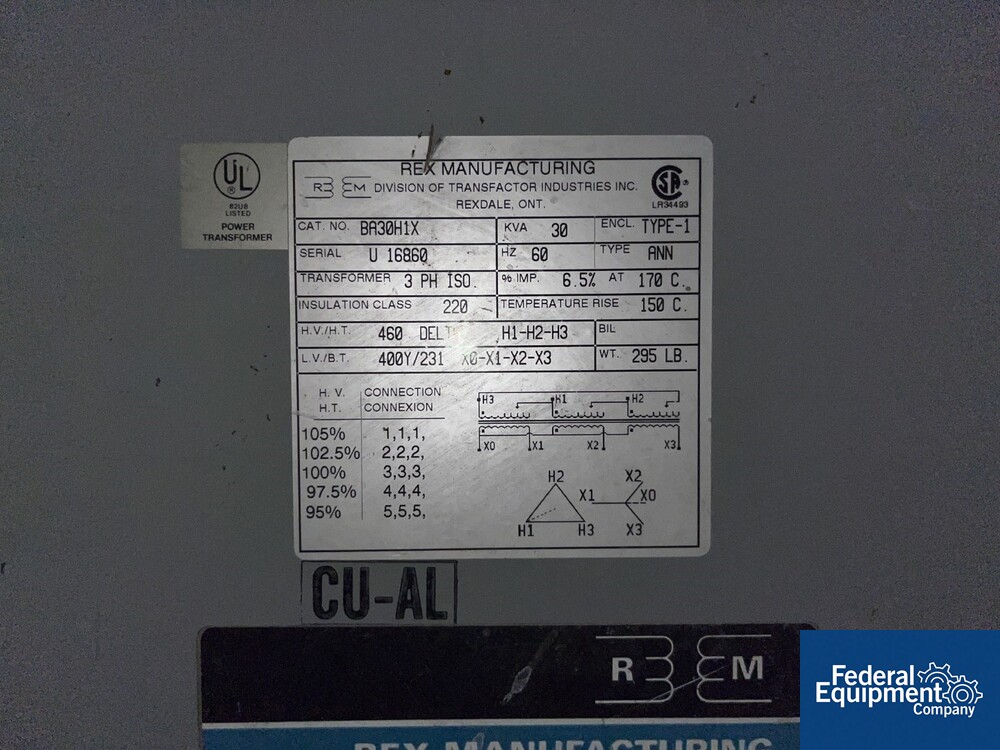 UL
®
82U8
LISTED
POWER
TRANSFORMER
REX MANUFACTURING
R M DIVISION OF TRANSFACTOR INDUSTRIES INC.
REXDALE, ONT.
SA ®
LR34493
CAT. NO. BA30H1X KVA 30 ENCL. TYPE-1
SERIAL U 16860 HZ 60 TYPE ANN
TRANSFORMER 3 PH ISO. % IMP. 6.5% AT 170 C.
INSULATION CLASS 220 TEMPERATURE RISE 150 C.
H.V./H.T. 460 H1-H2-H3 BIL
L.V./B.T. 400Y/231 X0-X1-X2-X3 WT. 295 LB.
H. V. CONNECTION
H.T. CONNEXION
105% 1,1,1,
102.5% 2,2,2,
100% 3,3,3,
97.5% 4,4,4,
95% 5,5,5,
H3 H1 H2
X0 X1 X2 X3
H2 X2
X1 X0
H1 H3 X3
CU-AL
R M
REX MANUFACTURING
Federal
Equipment
Company